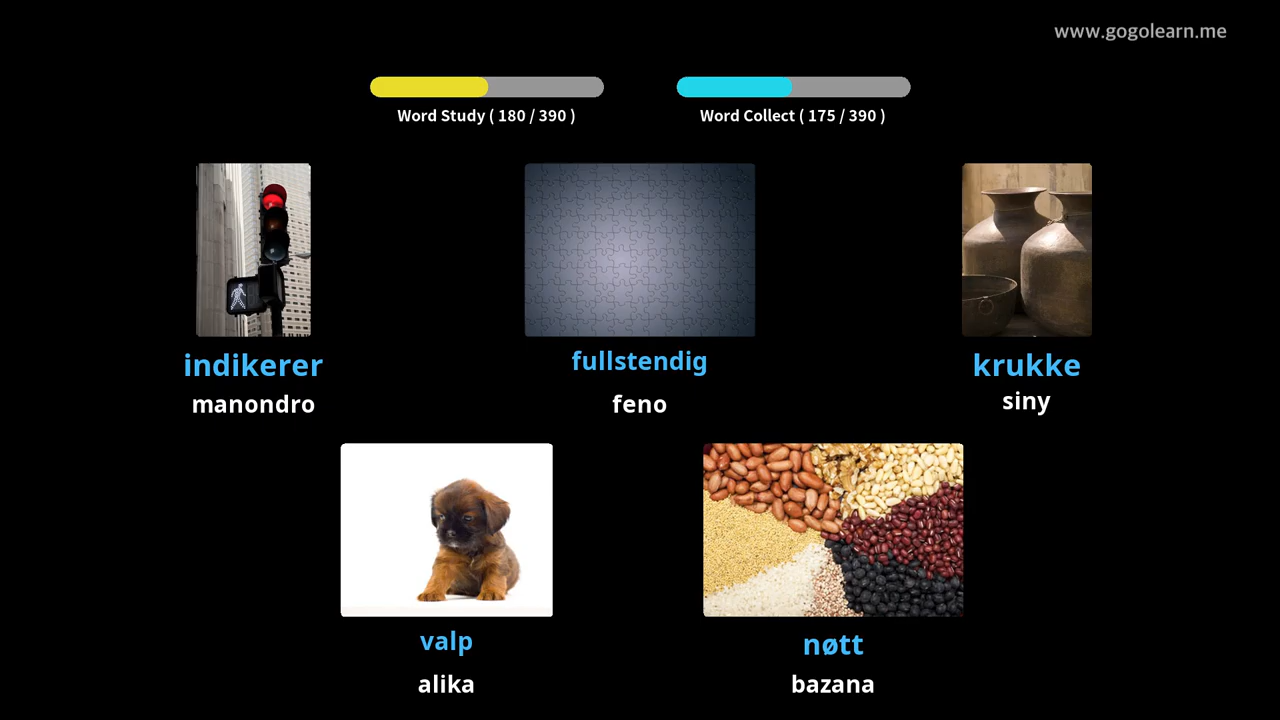 www.gogolearn.me
Word Study ( 180 / 390 )
Word Collect ( 175 / 390 )
indikerer
manondro
fullstendig
feno
krukke
siny
valp
alika
nøtt
bazana